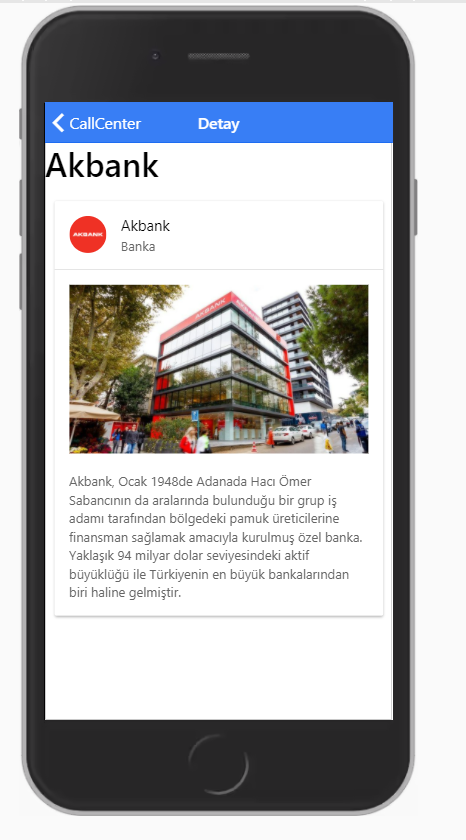 CallCenter Detay
Akbank
AKBANK
Akbank
Banka
AKBANK
Akbank, Ocak 1948de Adanada Hacı Ömer
Sabancının da aralarında bulunduğu bir grup iş
adamı tarafından bölgedeki pamuk üreticilerine
finansman sağlamak amacıyla kurulmuş özel banka.
Yaklaşık 94 milyar dolar seviyesindeki aktif
büyüklüğü ile Türkiyenin en büyük bankalarından
biri haline gelmiştir.